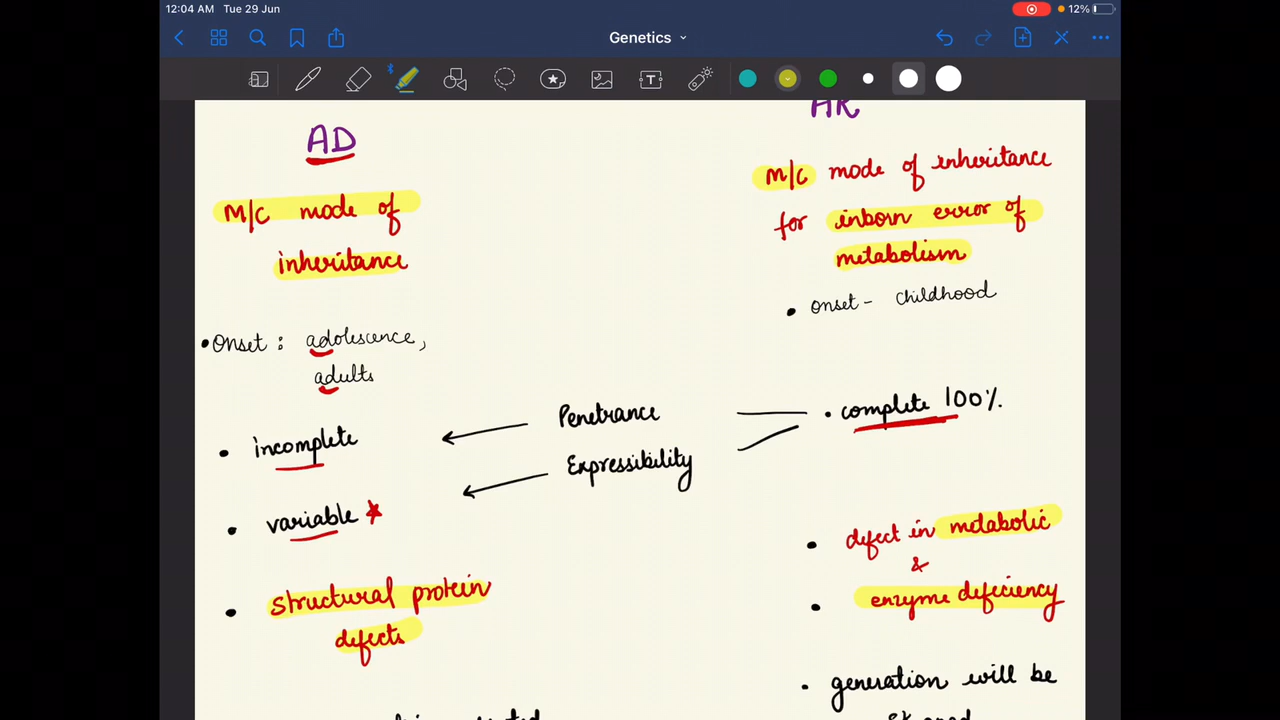 12:04 AM Tue 29 Jun
12%
Genetics
AD
AR
M/C mode of
inheritance
M/C mode of inheritance
for inborn error of
metabolism
• onset - childhood
• Onset : adolescence,
adults
Penetrance
• complete 100%
• incomplete
Expressibility
• variable
• defect in metabolic
&
• enzyme deficiency
• structural protein
defects
• generation will be